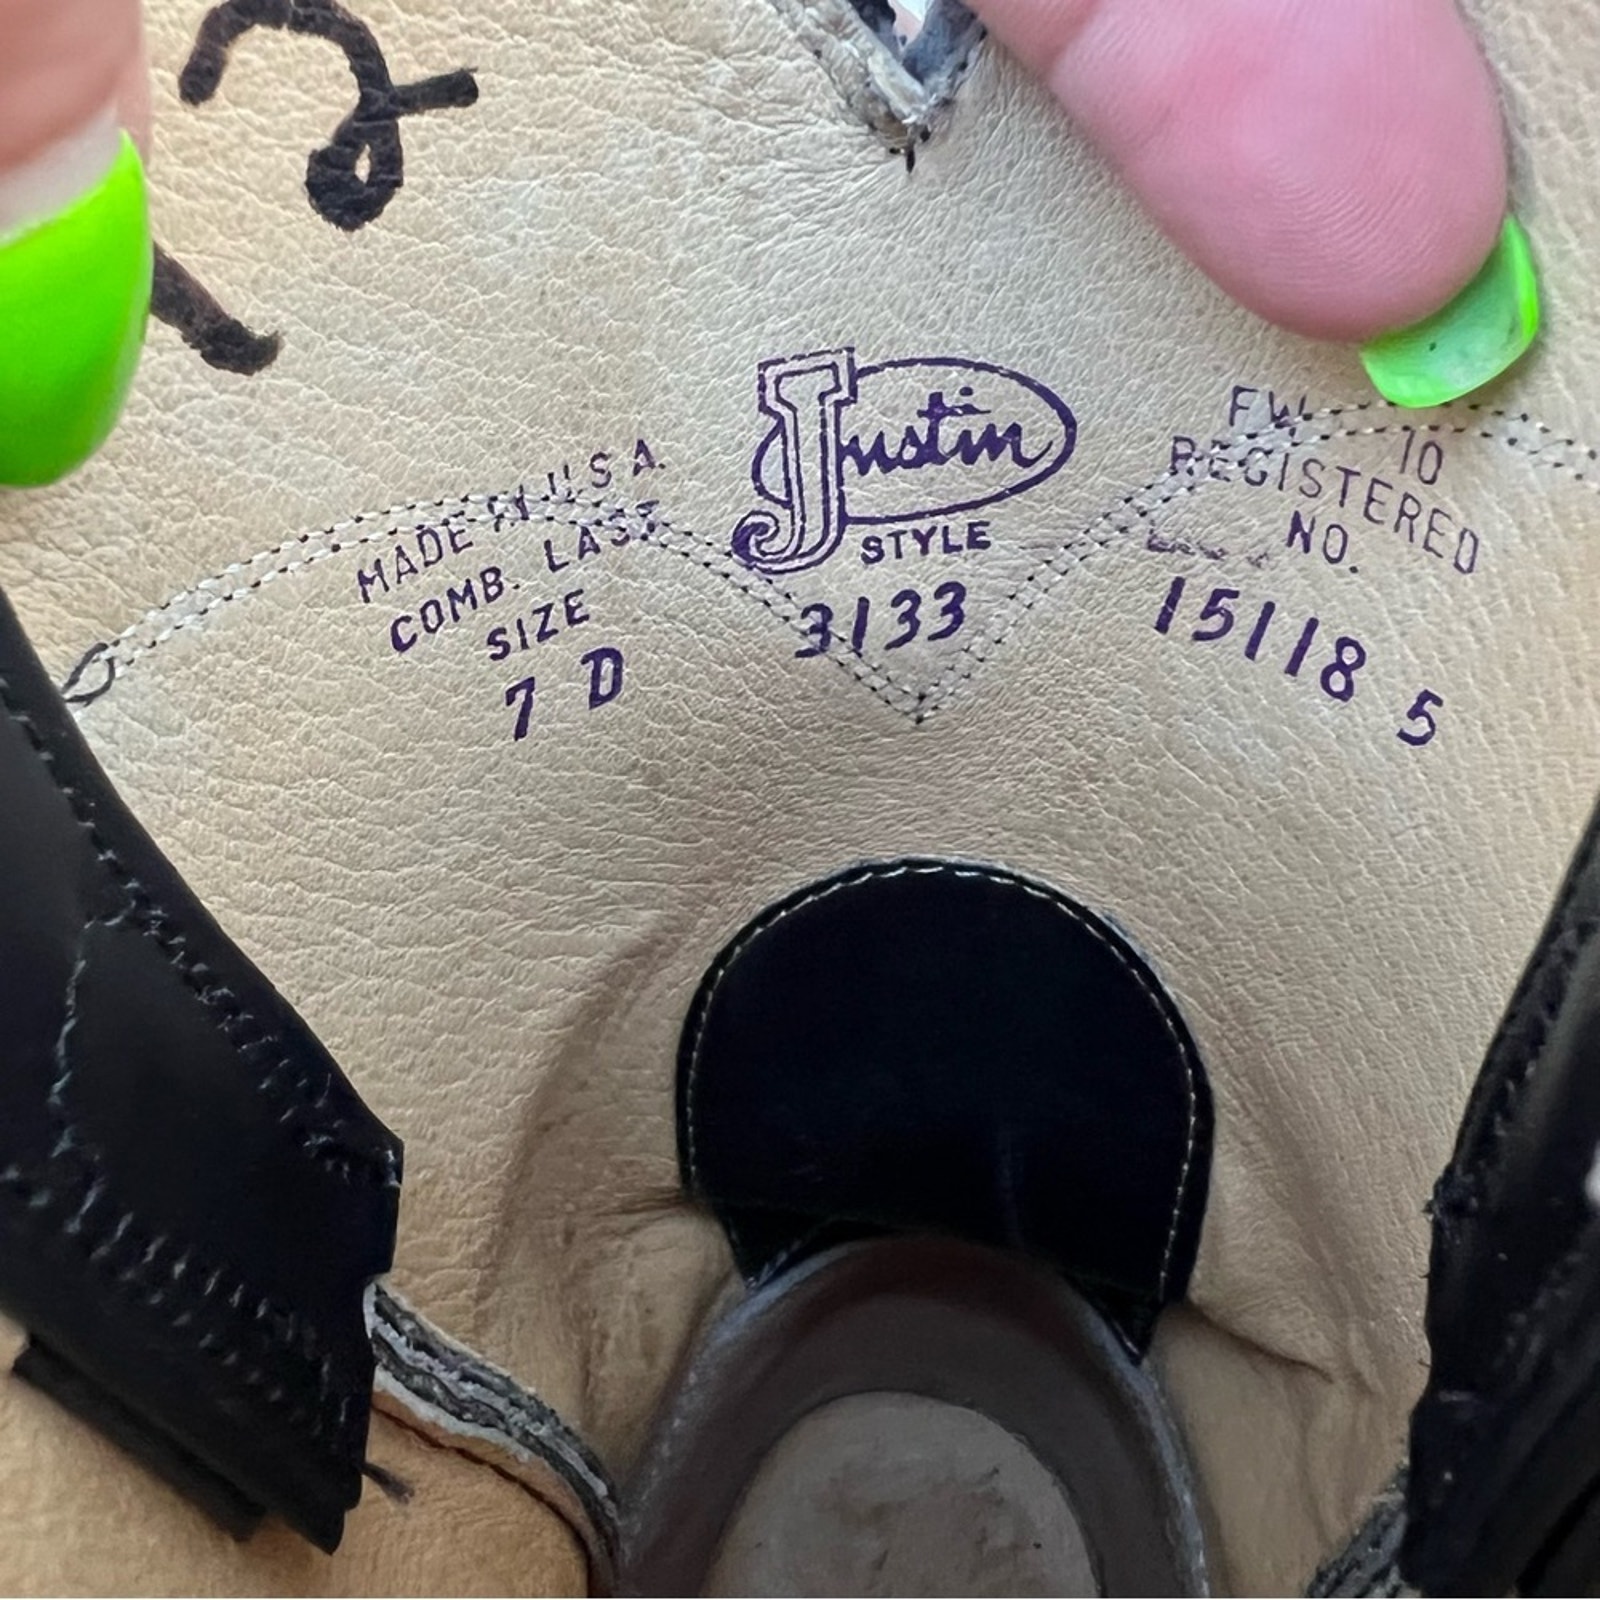 MADE IN U.S.A.
COMB. LAST
SIZE
7 D
Justin
STYLE
3133
FW 10
REGISTERED
NO.
15118 5